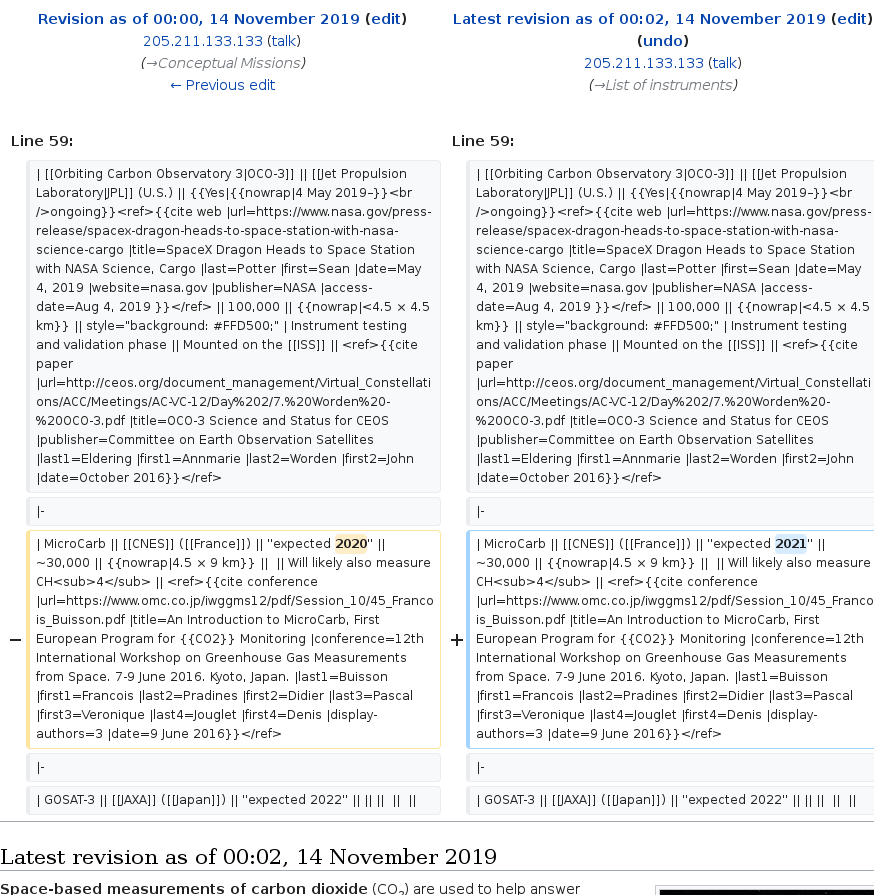 Revision as of 00:00, 14 November 2019 (edit)
205.211.133.133 (talk)
(→Conceptual Missions)
← Previous edit
Latest revision as of 00:02, 14 November 2019 (edit)
(undo)
205.211.133.133 (talk)
(→List of instruments)
Line 59:
| [[Orbiting Carbon Observatory 3|OCO-3]] || [[Jet Propulsion
Laboratory|JPL]] (U.S.) || {{Yes|{{nowrap|4 May 2019–}}<br
/>ongoing}}<ref>{{cite web |url=https://www.nasa.gov/press-
release/spacex-dragon-heads-to-space-station-with-nasa-
science-cargo |title=SpaceX Dragon Heads to Space Station
with NASA Science, Cargo |last=Potter |first=Sean |date=May
4, 2019 |website=nasa.gov |publisher=NASA |access-
date=Aug 4, 2019 }}</ref> || 100,000 || {{nowrap|<4.5 × 4.5
km}} || style="background: #FFD500;" | Instrument testing
and validation phase || Mounted on the [[ISS]] || <ref>{{cite
paper
|url=http://ceos.org/document_management/Virtual_Constellati
ons/ACC/Meetings/AC-VC-12/Day%202/7.%20Worden%20-
%20OCO-3.pdf |title=OCO-3 Science and Status for CEOS
|publisher=Committee on Earth Observation Satellites
|last1=Eldering |first1=Annmarie |last2=Worden |first2=John
|date=October 2016}}</ref>
|-
− | MicroCarb || [[CNES]] ([[France]]) || "expected 2020" ||
~30,000 || {{nowrap|4.5 × 9 km}} || || Will likely also measure
CH<sub>4</sub> || <ref>{{cite conference
|url=https://www.omc.co.jp/iwggms12/pdf/Session_10/45_Franco
is_Buisson.pdf |title=An Introduction to MicroCarb, First
European Program for {{CO2}} Monitoring |conference=12th
International Workshop on Greenhouse Gas Measurements
from Space. 7-9 June 2016. Kyoto, Japan. |last1=Buisson
|first1=Francois |last2=Pradines |first2=Didier |last3=Pascal
|first3=Veronique |last4=Jouglet |first4=Denis |display-
authors=3 |date=9 June 2016}}</ref>
|-
| GOSAT-3 || [[JAXA]] ([[Japan]]) || "expected 2022" || || || || ||
Line 59:
| [[Orbiting Carbon Observatory 3|OCO-3]] || [[Jet Propulsion
Laboratory|JPL]] (U.S.) || {{Yes|{{nowrap|4 May 2019–}}<br
/>ongoing}}<ref>{{cite web |url=https://www.nasa.gov/press-
release/spacex-dragon-heads-to-space-station-with-nasa-
science-cargo |title=SpaceX Dragon Heads to Space Station
with NASA Science, Cargo |last=Potter |first=Sean |date=May
4, 2019 |website=nasa.gov |publisher=NASA |access-
date=Aug 4, 2019 }}</ref> || 100,000 || {{nowrap|<4.5 × 4.5
km}} || style="background: #FFD500;" | Instrument testing
and validation phase || Mounted on the [[ISS]] || <ref>{{cite
paper
|url=http://ceos.org/document_management/Virtual_Constellati
ons/ACC/Meetings/AC-VC-12/Day%202/7.%20Worden%20-
%20OCO-3.pdf |title=OCO-3 Science and Status for CEOS
|publisher=Committee on Earth Observation Satellites
|last1=Eldering |first1=Annmarie |last2=Worden |first2=John
|date=October 2016}}</ref>
|-
+ | MicroCarb || [[CNES]] ([[France]]) || "expected 2021" ||
~30,000 || {{nowrap|4.5 × 9 km}} || || Will likely also measure
CH<sub>4</sub> || <ref>{{cite conference
|url=https://www.omc.co.jp/iwggms12/pdf/Session_10/45_Franco
is_Buisson.pdf |title=An Introduction to MicroCarb, First
European Program for {{CO2}} Monitoring |conference=12th
International Workshop on Greenhouse Gas Measurements
from Space. 7-9 June 2016. Kyoto, Japan. |last1=Buisson
|first1=Francois |last2=Pradines |first2=Didier |last3=Pascal
|first3=Veronique |last4=Jouglet |first4=Denis |display-
authors=3 |date=9 June 2016}}</ref>
|-
| GOSAT-3 || [[JAXA]] ([[Japan]]) || "expected 2022" || || || || ||
Latest revision as of 00:02, 14 November 2019
Space-based measurements of carbon dioxide (CO₂) are used to help answer